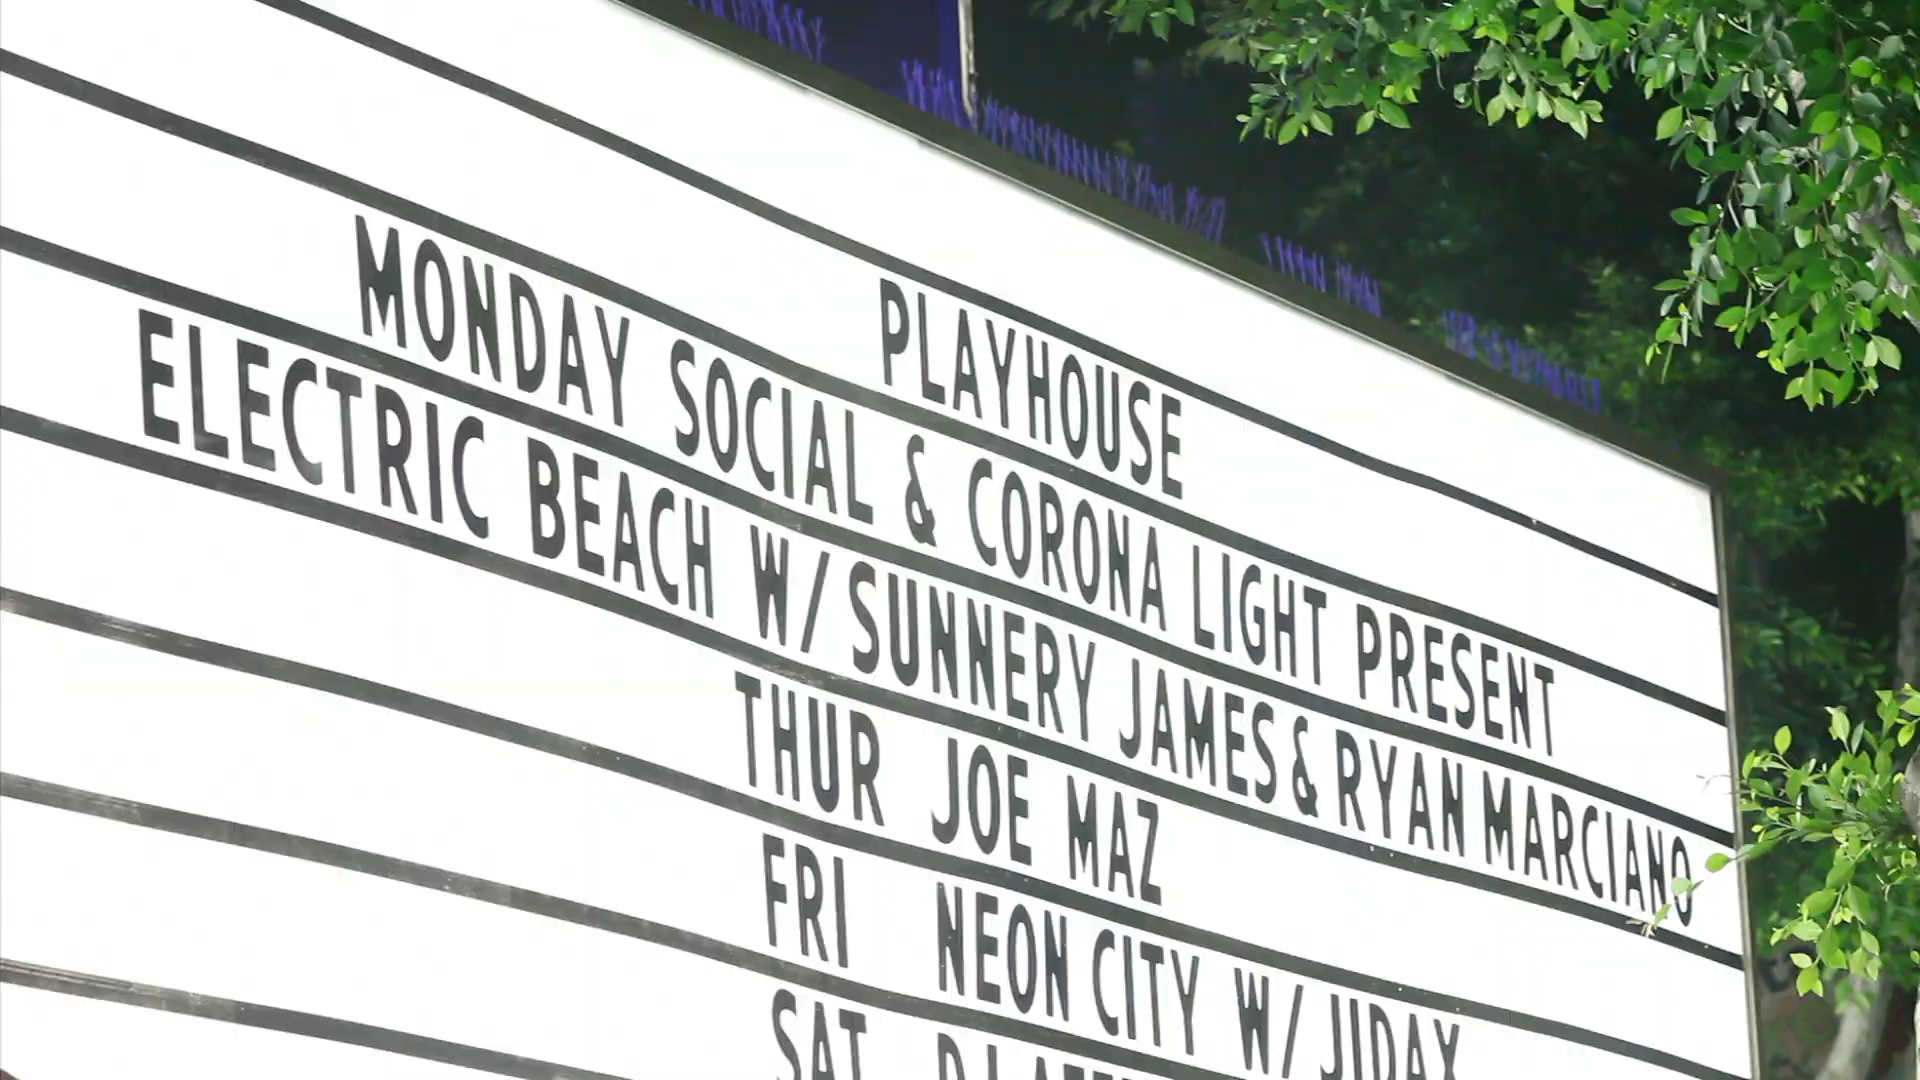 PLAYHOUSE
MONDAY SOCIAL & CORONA LIGHT PRESENT
ELECTRIC BEACH W/ SUNNERY JAMES & RYAN MARCIANO
THUR JOE MAZ
FRI NEON CITY W/ JIDAX
SAT